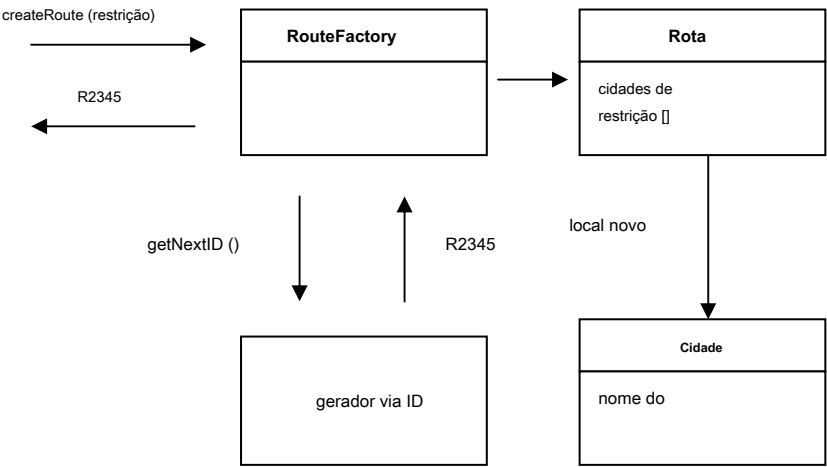 createRoute (restrição)
RouteFactory
Rota
R2345
cidades de
restrição []
getNextID ()
R2345
local novo
gerador via ID
Cidade
nome do